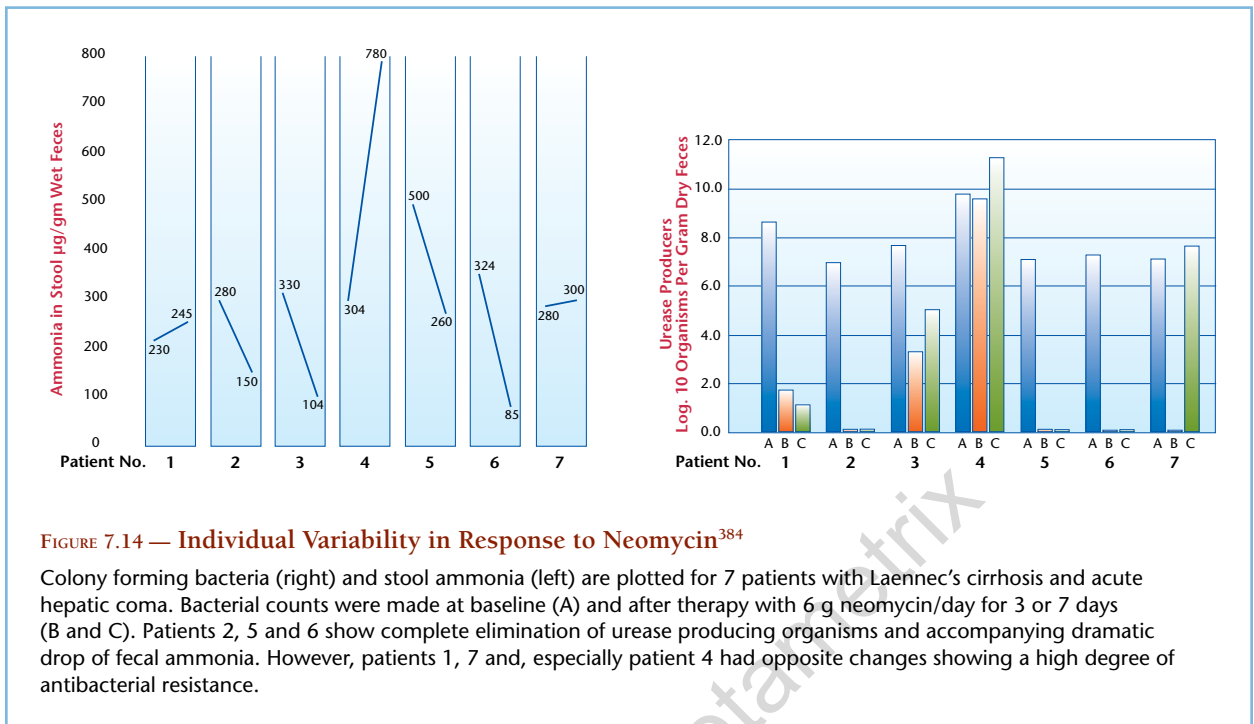 800
700
600
500
400
300
200
100
0
Ammonia in Stool µg/gm Wet Feces
230
245
280
150
330
104
304
780
500
260
324
85
280
300
Patient No. 1 2 3 4 5 6 7
12.0
10.0
8.0
6.0
4.0
2.0
0.0
Urease Producers
Log. 10 Organisms Per Gram Dry Feces
A B C A B C A B C A B C A B C A B C A B C
Patient No. 1 2 3 4 5 6 7
FIGURE 7.14 — Individual Variability in Response to Neomycin384
Colony forming bacteria (right) and stool ammonia (left) are plotted for 7 patients with Laennec’s cirrhosis and acute
hepatic coma. Bacterial counts were made at baseline (A) and after therapy with 6 g neomycin/day for 3 or 7 days
(B and C). Patients 2, 5 and 6 show complete elimination of urease producing organisms and accompanying dramatic
drop of fecal ammonia. However, patients 1, 7 and, especially patient 4 had opposite changes showing a high degree of
antibacterial resistance.